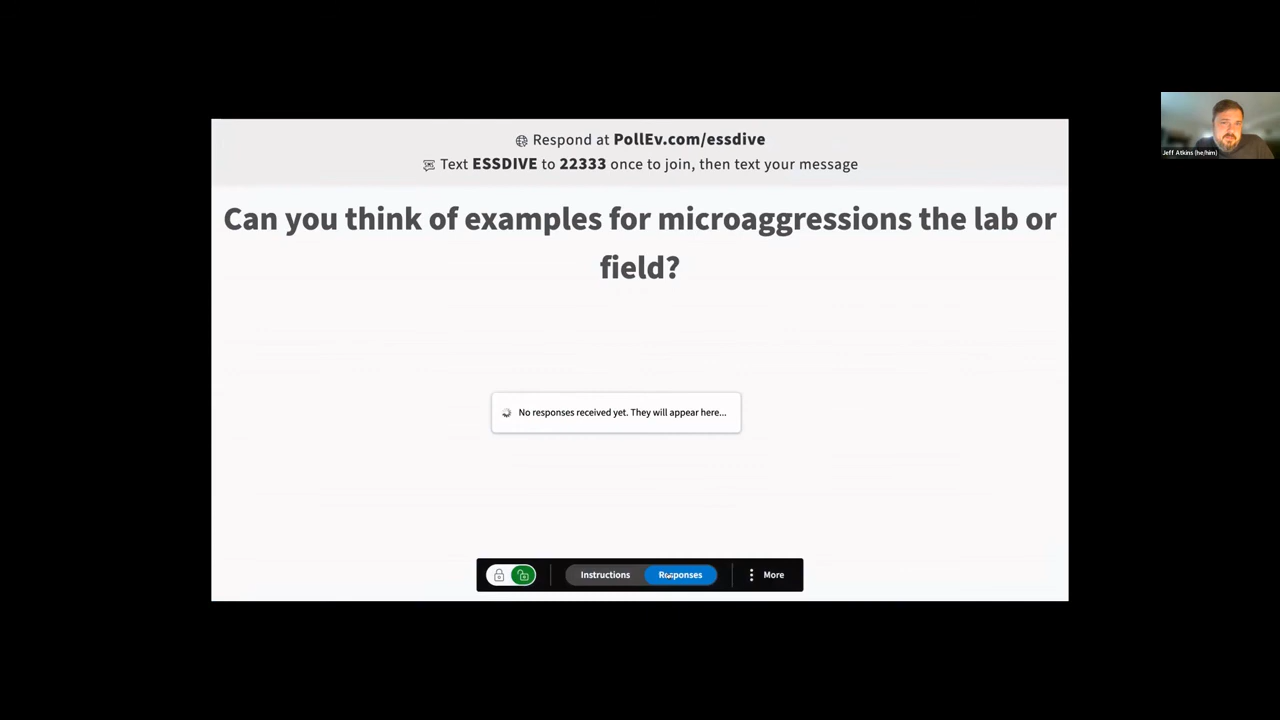 Respond at PollEv.com/essdive
Text ESSDIVE to 22333 once to join, then text your message
Can you think of examples for microaggressions the lab or
field?
No responses received yet. They will appear here...
Instructions
Responses
More
Jeff Atkins (he/him)